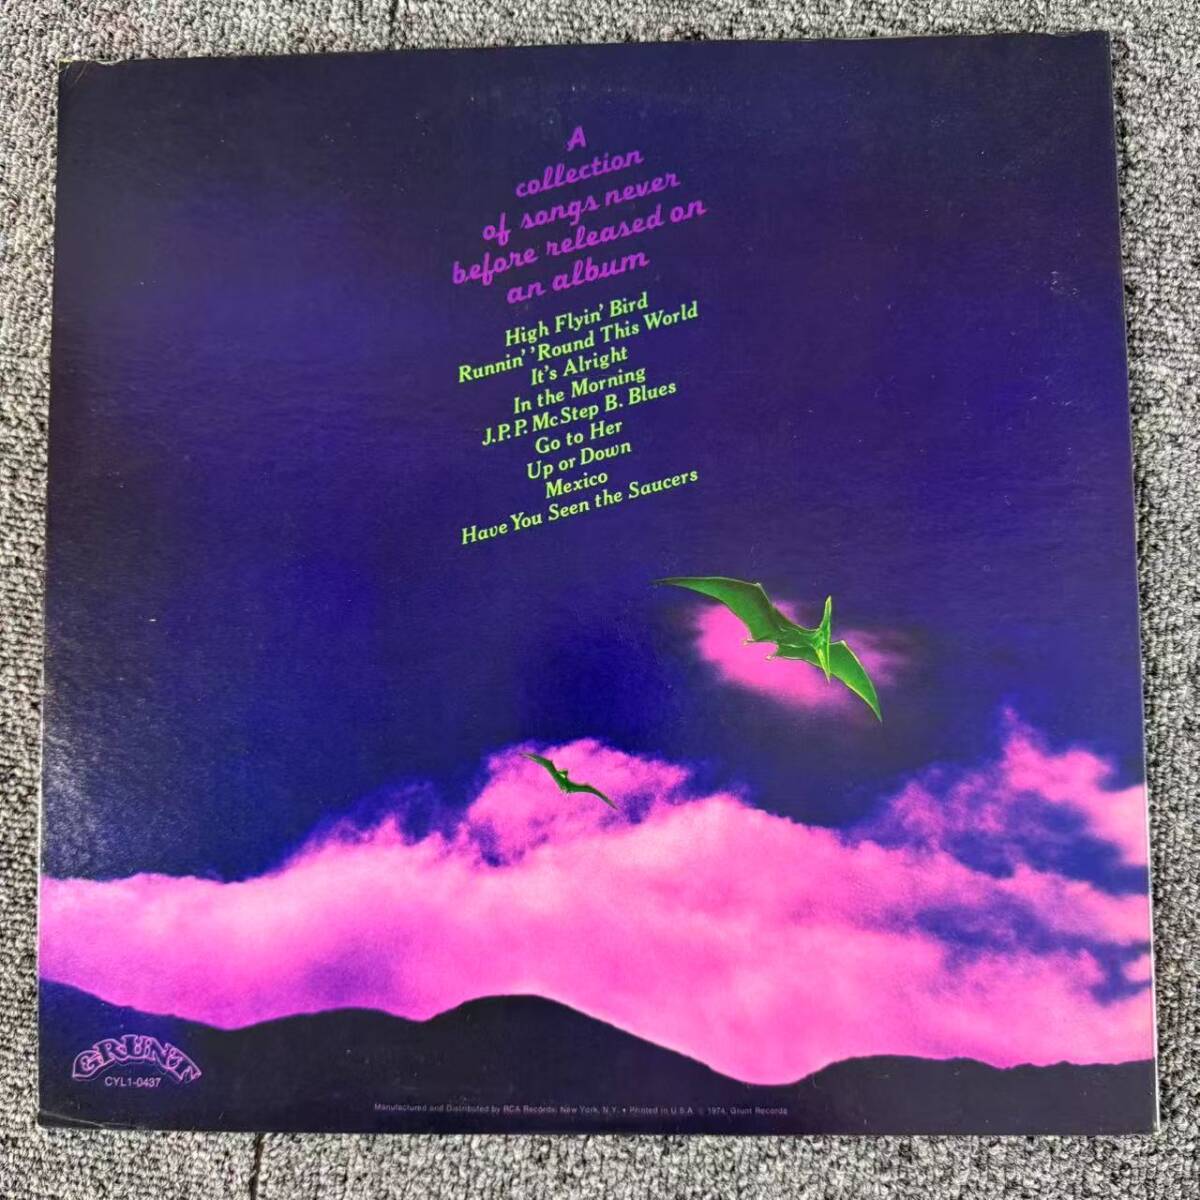 A
collection
of songs never
before released on
an album
High Flyin' Bird
Runnin' 'Round This World
It's Alright
In the Morning
J.P.P. McStep B. Blues
Go to Her
Up or Down
Mexico
Have You Seen the Saucers
GRUNT
CYL1-0437
Manufactured and Distributed by RCA Records, New York, N.Y. • Printed in U.S.A. © 1974, Grunt Records